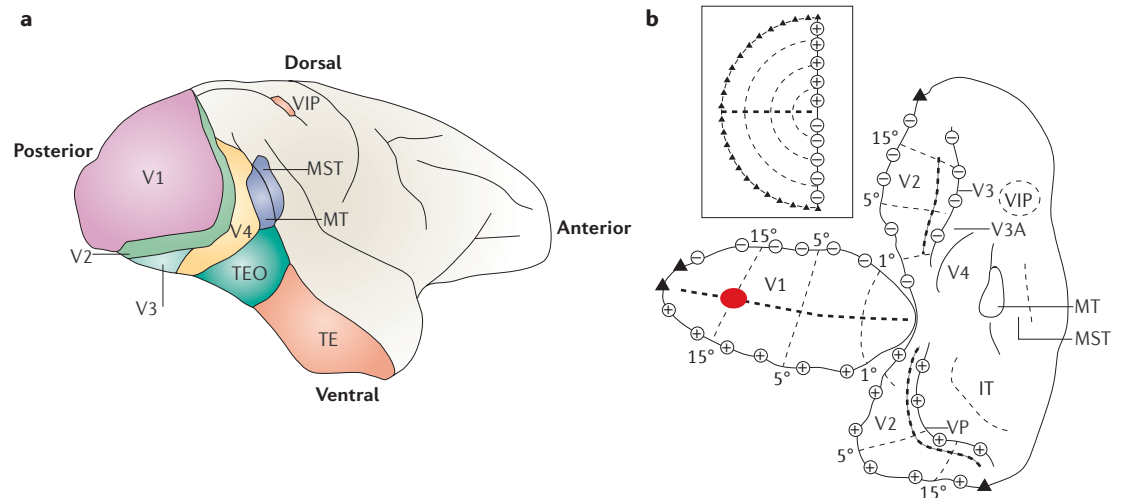 a
Dorsal
VIP
Posterior
V1
MST
MT
V4
Anterior
V2
TEO
V3
TE
Ventral
b
15°
V2
V3
VIP
5°
V3A
15°
5°
1°
1°
V4
V1
MT
MST
15°
5°
1°
IT
V2
VP
5°
15°